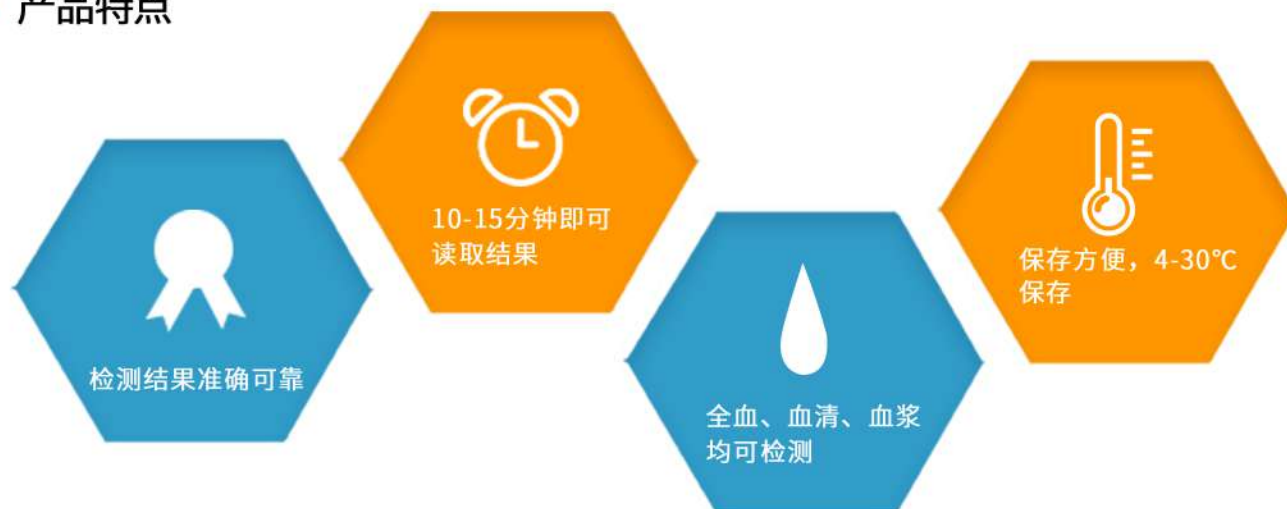 产品特点
检测结果准确可靠
10-15分钟即可
读取结果
全血、血清、血浆
均可检测
保存方便，4-30℃
保存